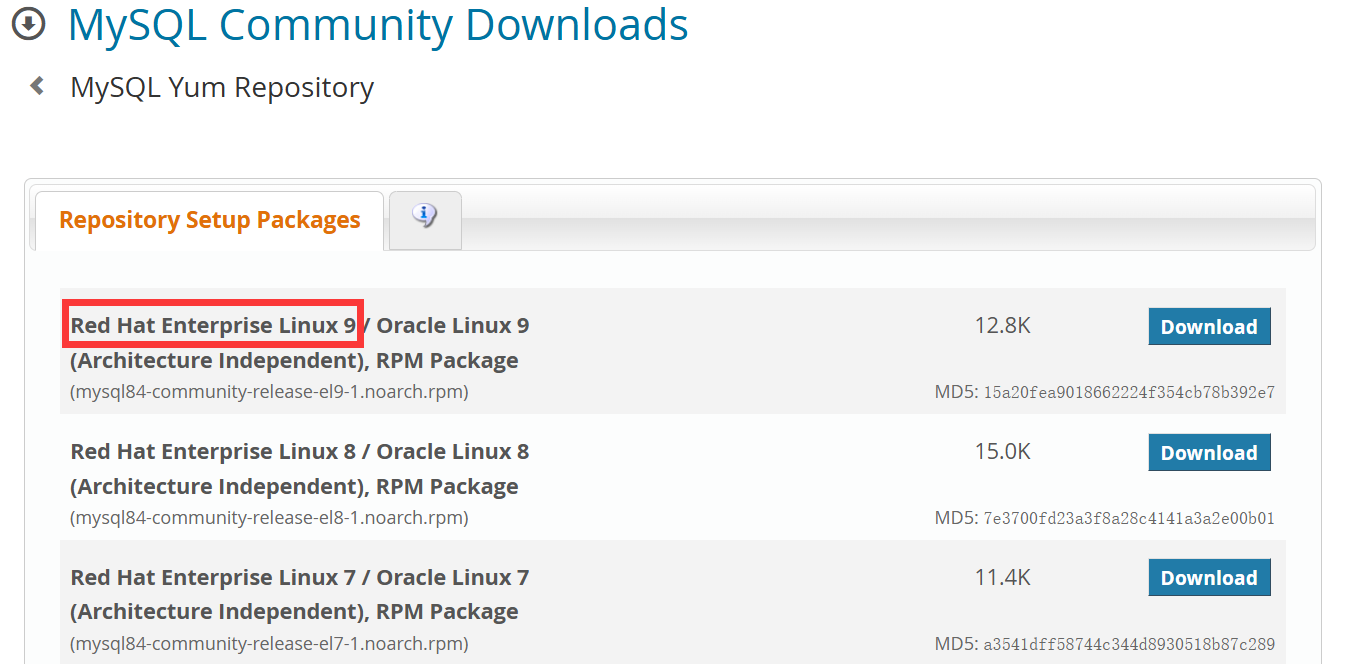 MySQL Community Downloads
MySQL Yum Repository
Repository Setup Packages
Red Hat Enterprise Linux 9 / Oracle Linux 9 12.8K Download
(Architecture Independent), RPM Package
(mysql84-community-release-el9-1.noarch.rpm) MD5: 15a20fea9018662224f354cb78b392e7
Red Hat Enterprise Linux 8 / Oracle Linux 8 15.0K Download
(Architecture Independent), RPM Package
(mysql84-community-release-el8-1.noarch.rpm) MD5: 7e3700fd23a3f8a28c4141a3a2e00b01
Red Hat Enterprise Linux 7 / Oracle Linux 7 11.4K Download
(Architecture Independent), RPM Package
(mysql84-community-release-el7-1.noarch.rpm) MD5: a3541dff58744c344d8930518b87c289